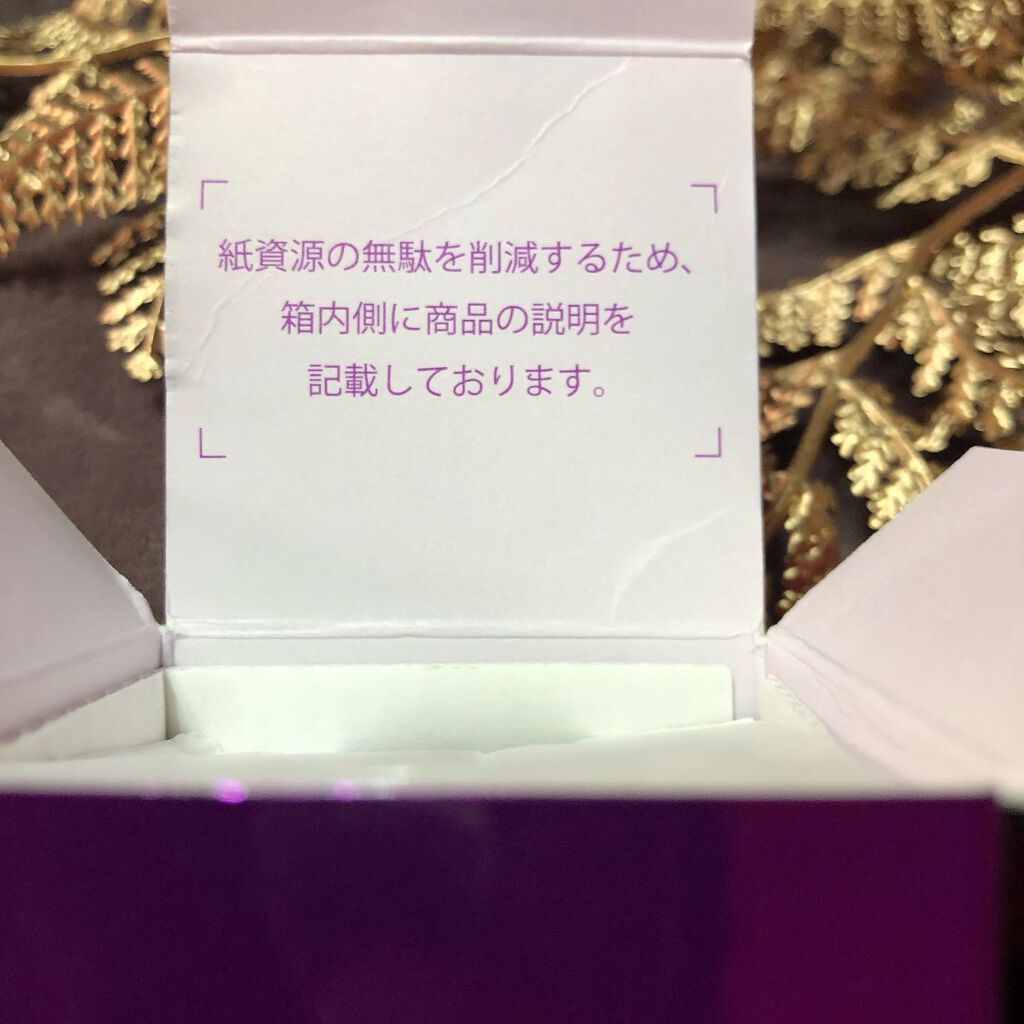 紙資源の無駄を削減するため、
箱内側に商品の説明を
記載しております。